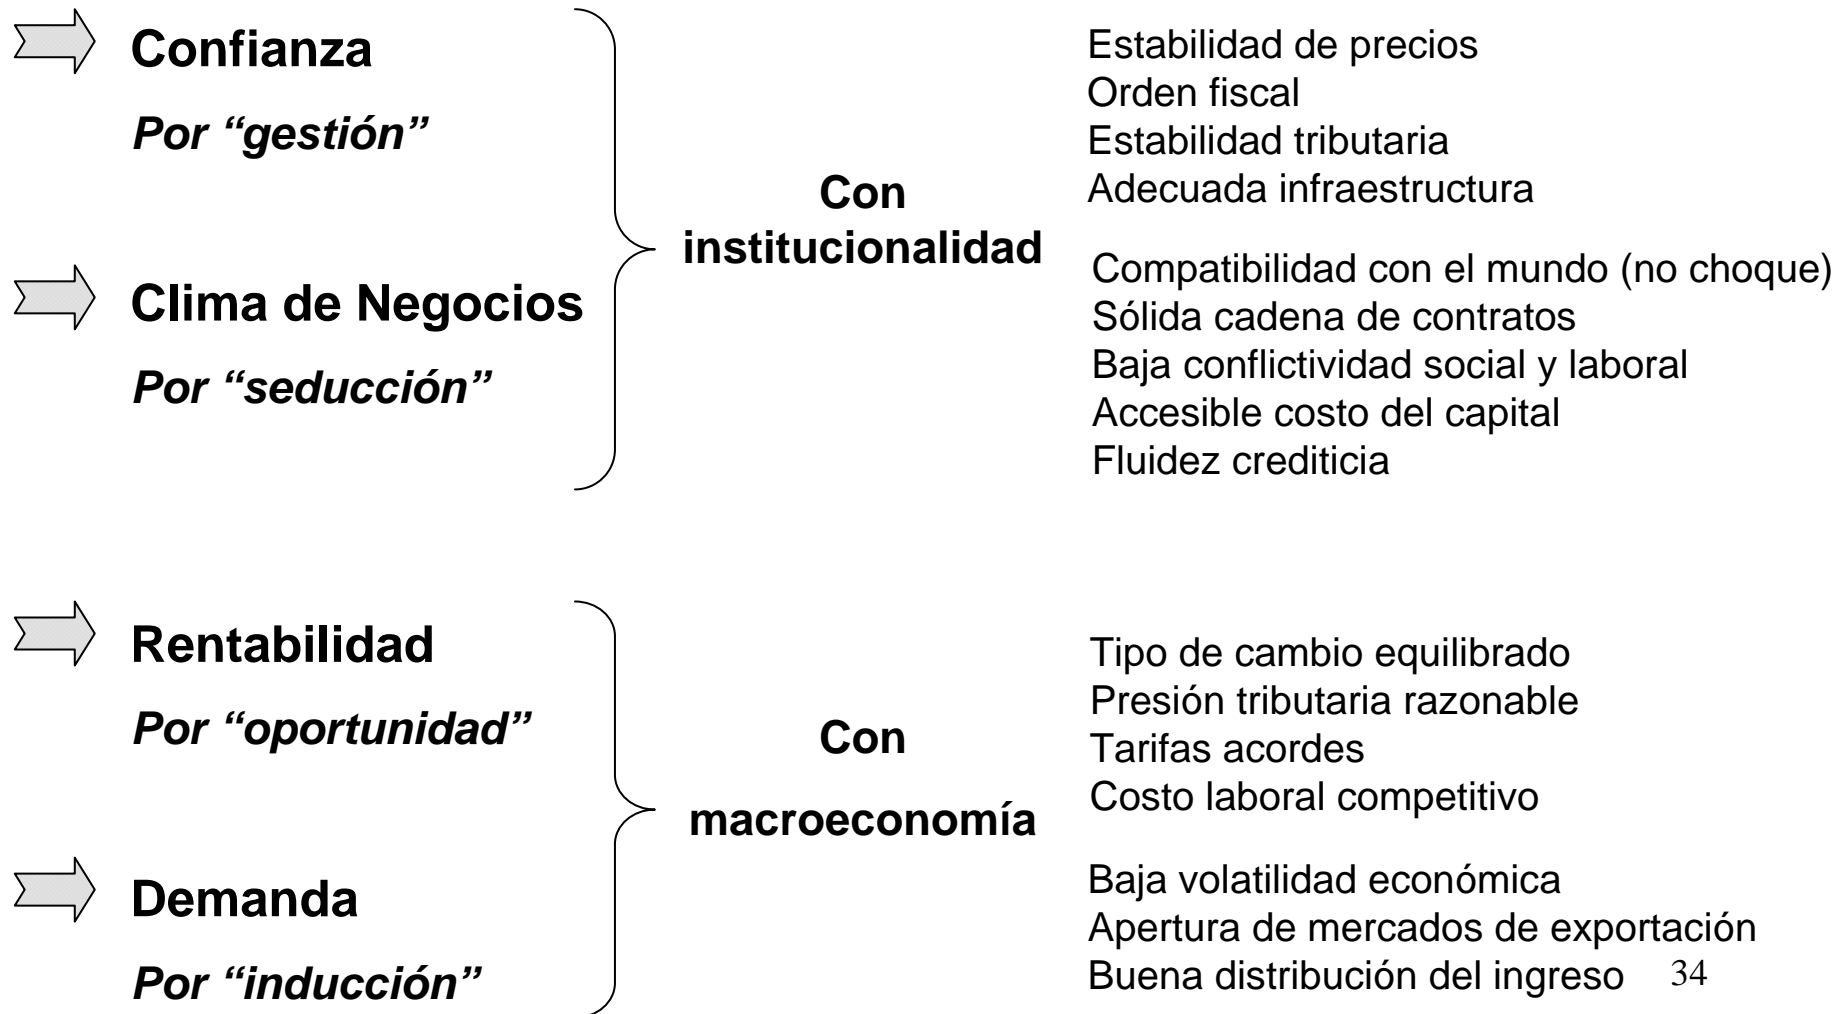 Confianza
Por “gestión”
Clima de Negocios
Por “seducción”
Con
institucionalidad
Estabilidad de precios
Orden fiscal
Estabilidad tributaria
Adecuada infraestructura
Compatibilidad con el mundo (no choque)
Sólida cadena de contratos
Baja conflictividad social y laboral
Accesible costo del capital
Fluidez crediticia
Rentabilidad
Por “oportunidad”
Demanda
Por “inducción”
Con
macroeconomía
Tipo de cambio equilibrado
Presión tributaria razonable
Tarifas acordes
Costo laboral competitivo
Baja volatilidad económica
Apertura de mercados de exportación
Buena distribución del ingreso
34